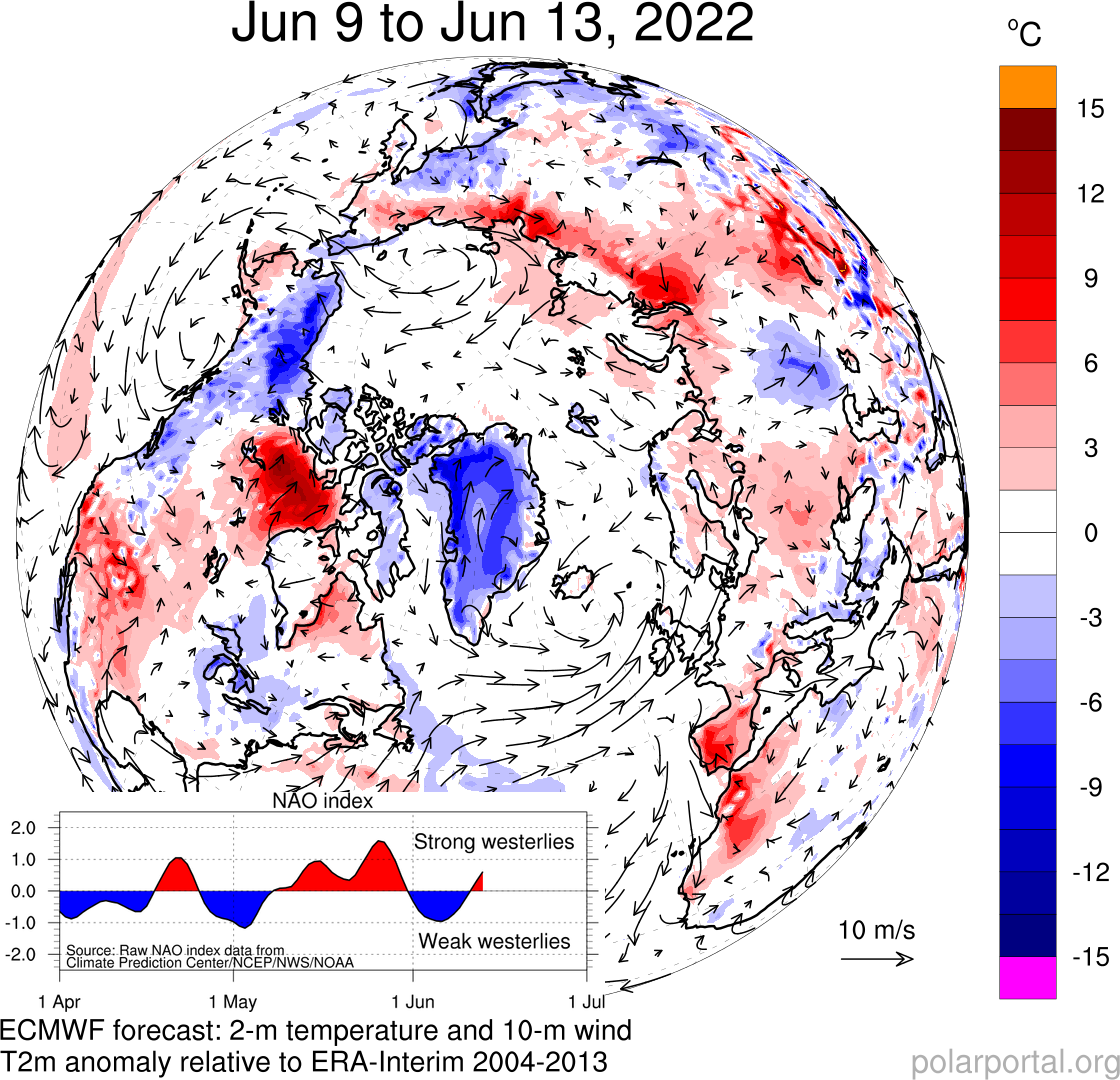 Jun 9 to Jun 13, 2022
ºC
15
12
9
6
3
0
-3
-6
-9
-12
-15
10 m/s
NAO index
2.0
1.0
0.0
-1.0
-2.0
Strong westerlies
Weak westerlies
Source: Raw NAO index data from
Climate Prediction Center/NCEP/NWS/NOAA
1 Apr
1 May
1 Jun
1 Jul
ECMWF forecast: 2-m temperature and 10-m wind
T2m anomaly relative to ERA-Interim 2004-2013
polarportal.org